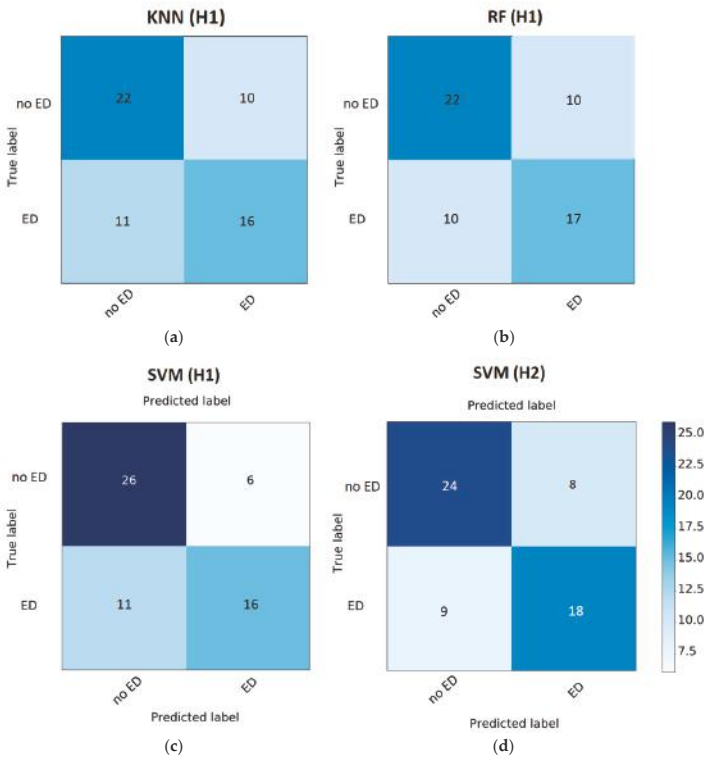 KNN (H1)
no ED
22
10
True label
ED
11
16
no ED
ED
(a)
RF (H1)
no ED
22
10
True label
ED
10
17
no ED
ED
(b)
SVM (H1)
Predicted label
no ED
26
6
True label
ED
11
16
no ED
ED
Predicted label
(c)
SVM (H2)
Predicted label
no ED
24
8
True label
ED
9
18
no ED
ED
Predicted label
(d)
25.0
22.5
20.0
17.5
15.0
12.5
10.0
7.5